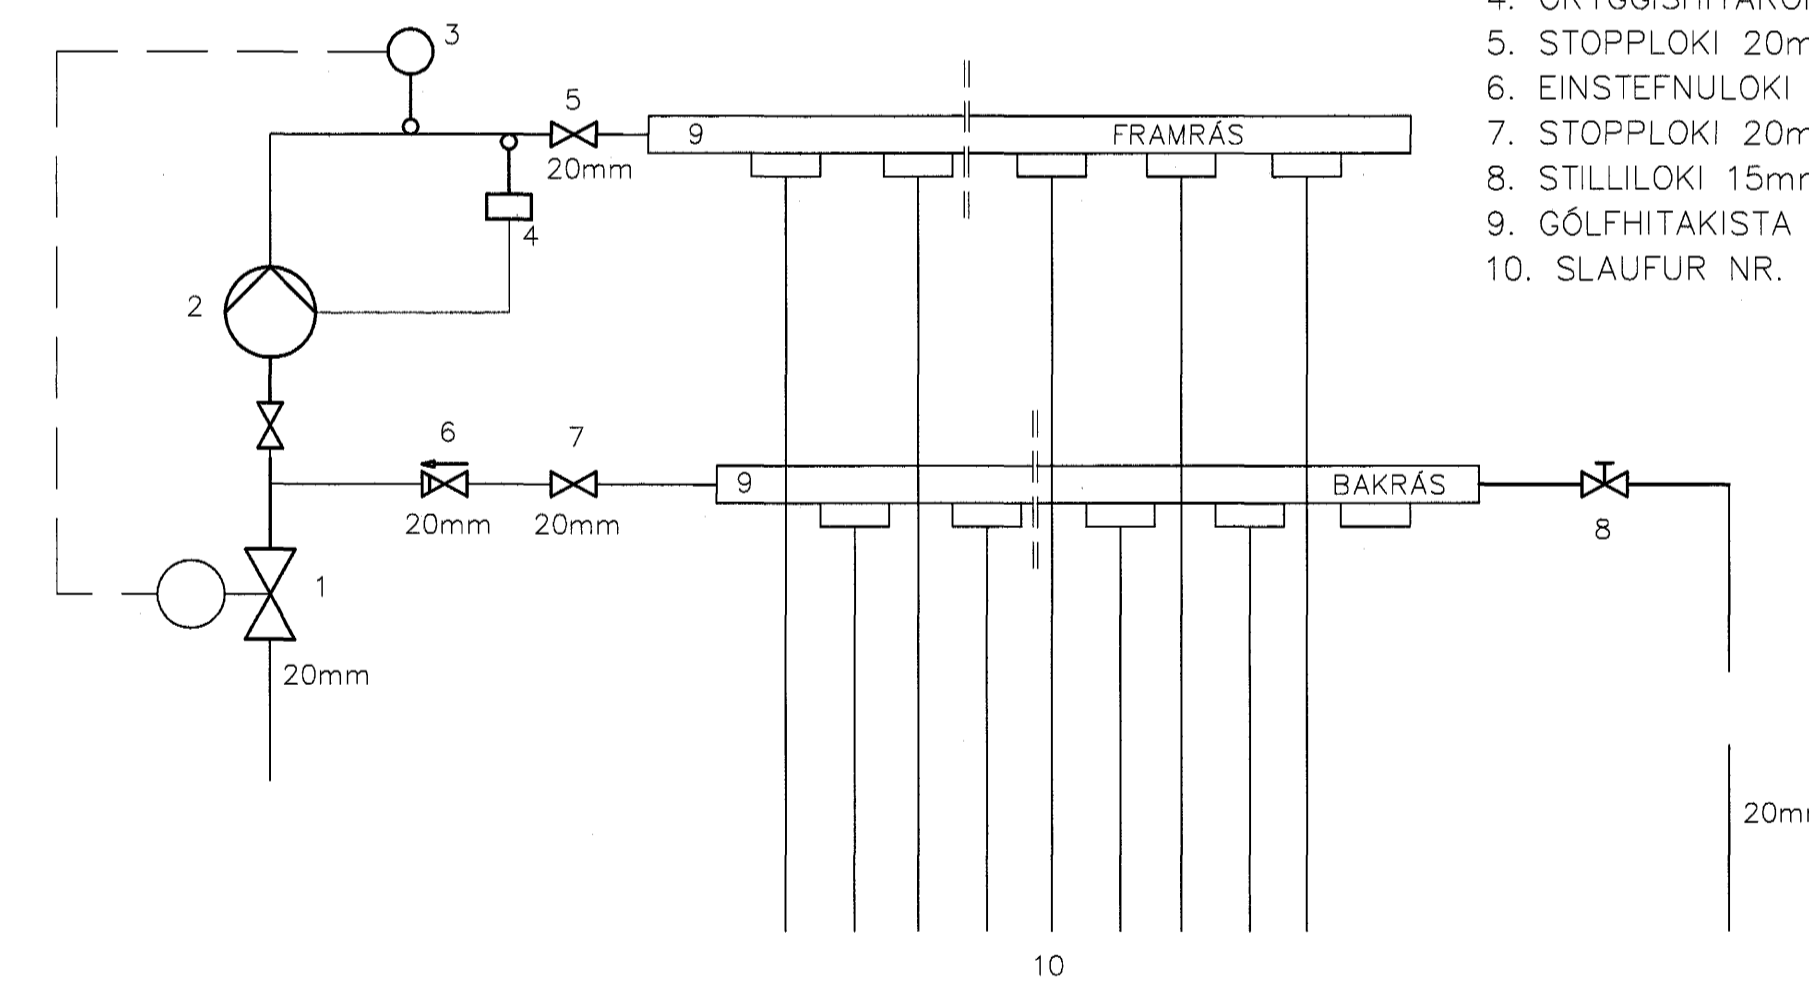 5. STOPPLOKI
6. EINSTEFNULOKI
7. STOPPLOKI
8. STILLILOKI
9. GÓLFHITAKISTA
10. SLAUFUR NR.
3
5
20mm
9
FRAMRÁS
4
2
6
7
20mm
20mm
9
BAKRÁS
8
1
20mm
10